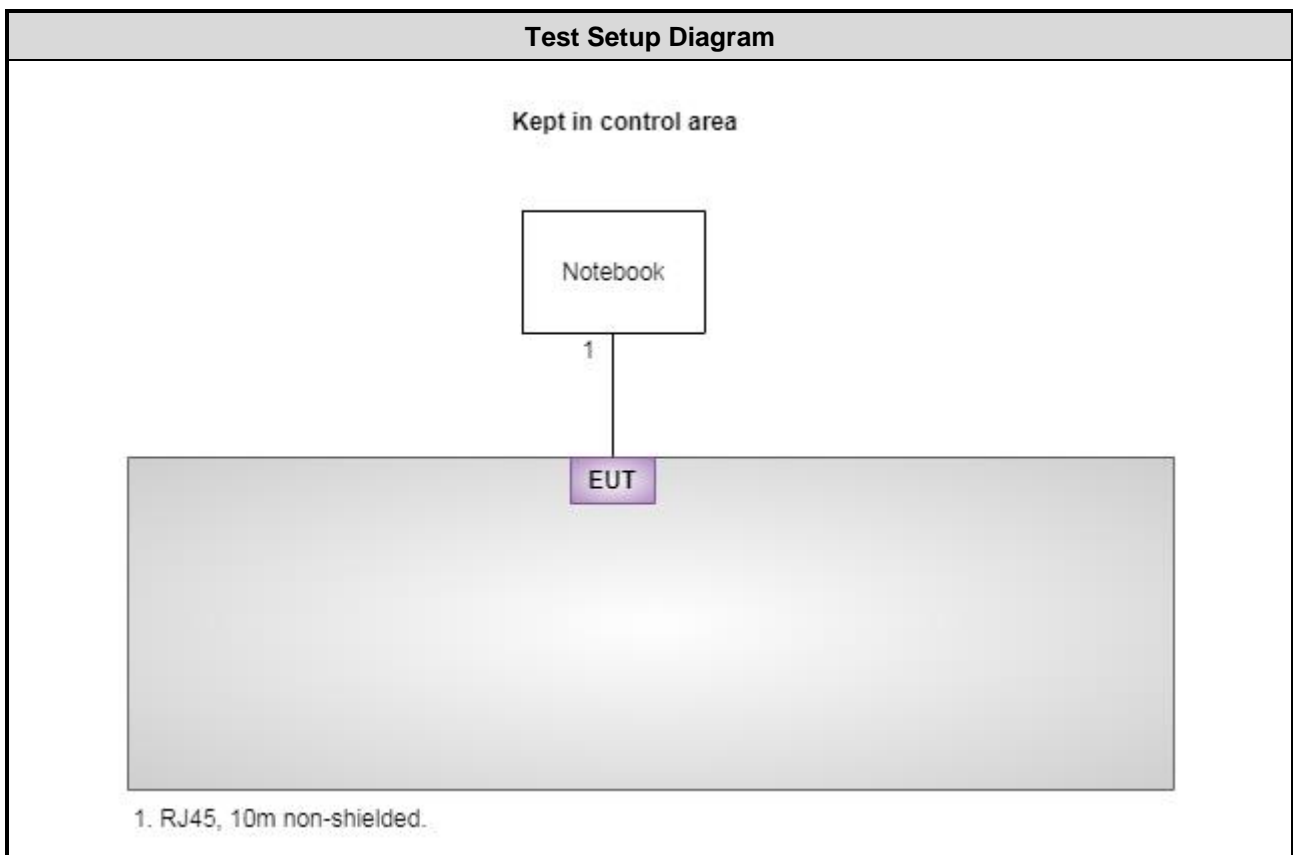 Test Setup Diagram
Kept in control area
Notebook
1
EUT
1. RJ45, 10m non-shielded.